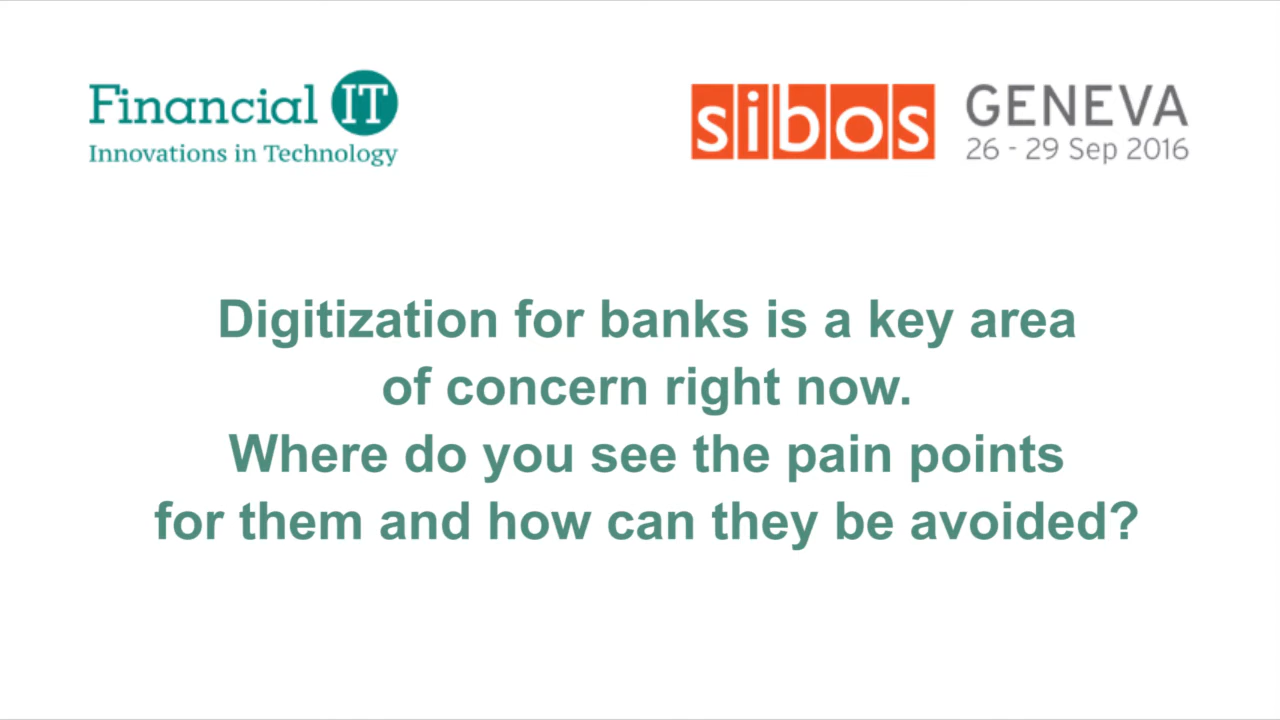 Financial IT
Innovations in Technology
sibos GENEVA
26 - 29 Sep 2016
Digitization for banks is a key area
of concern right now.
Where do you see the pain points
for them and how can they be avoided?